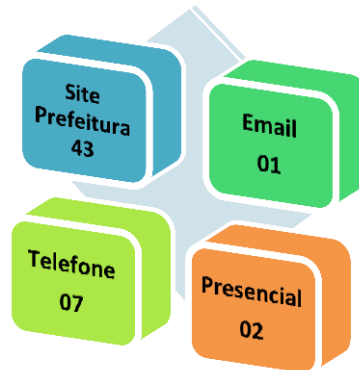 Site
Prefeitura
43
Email
01
Telefone
07
Presencial
02